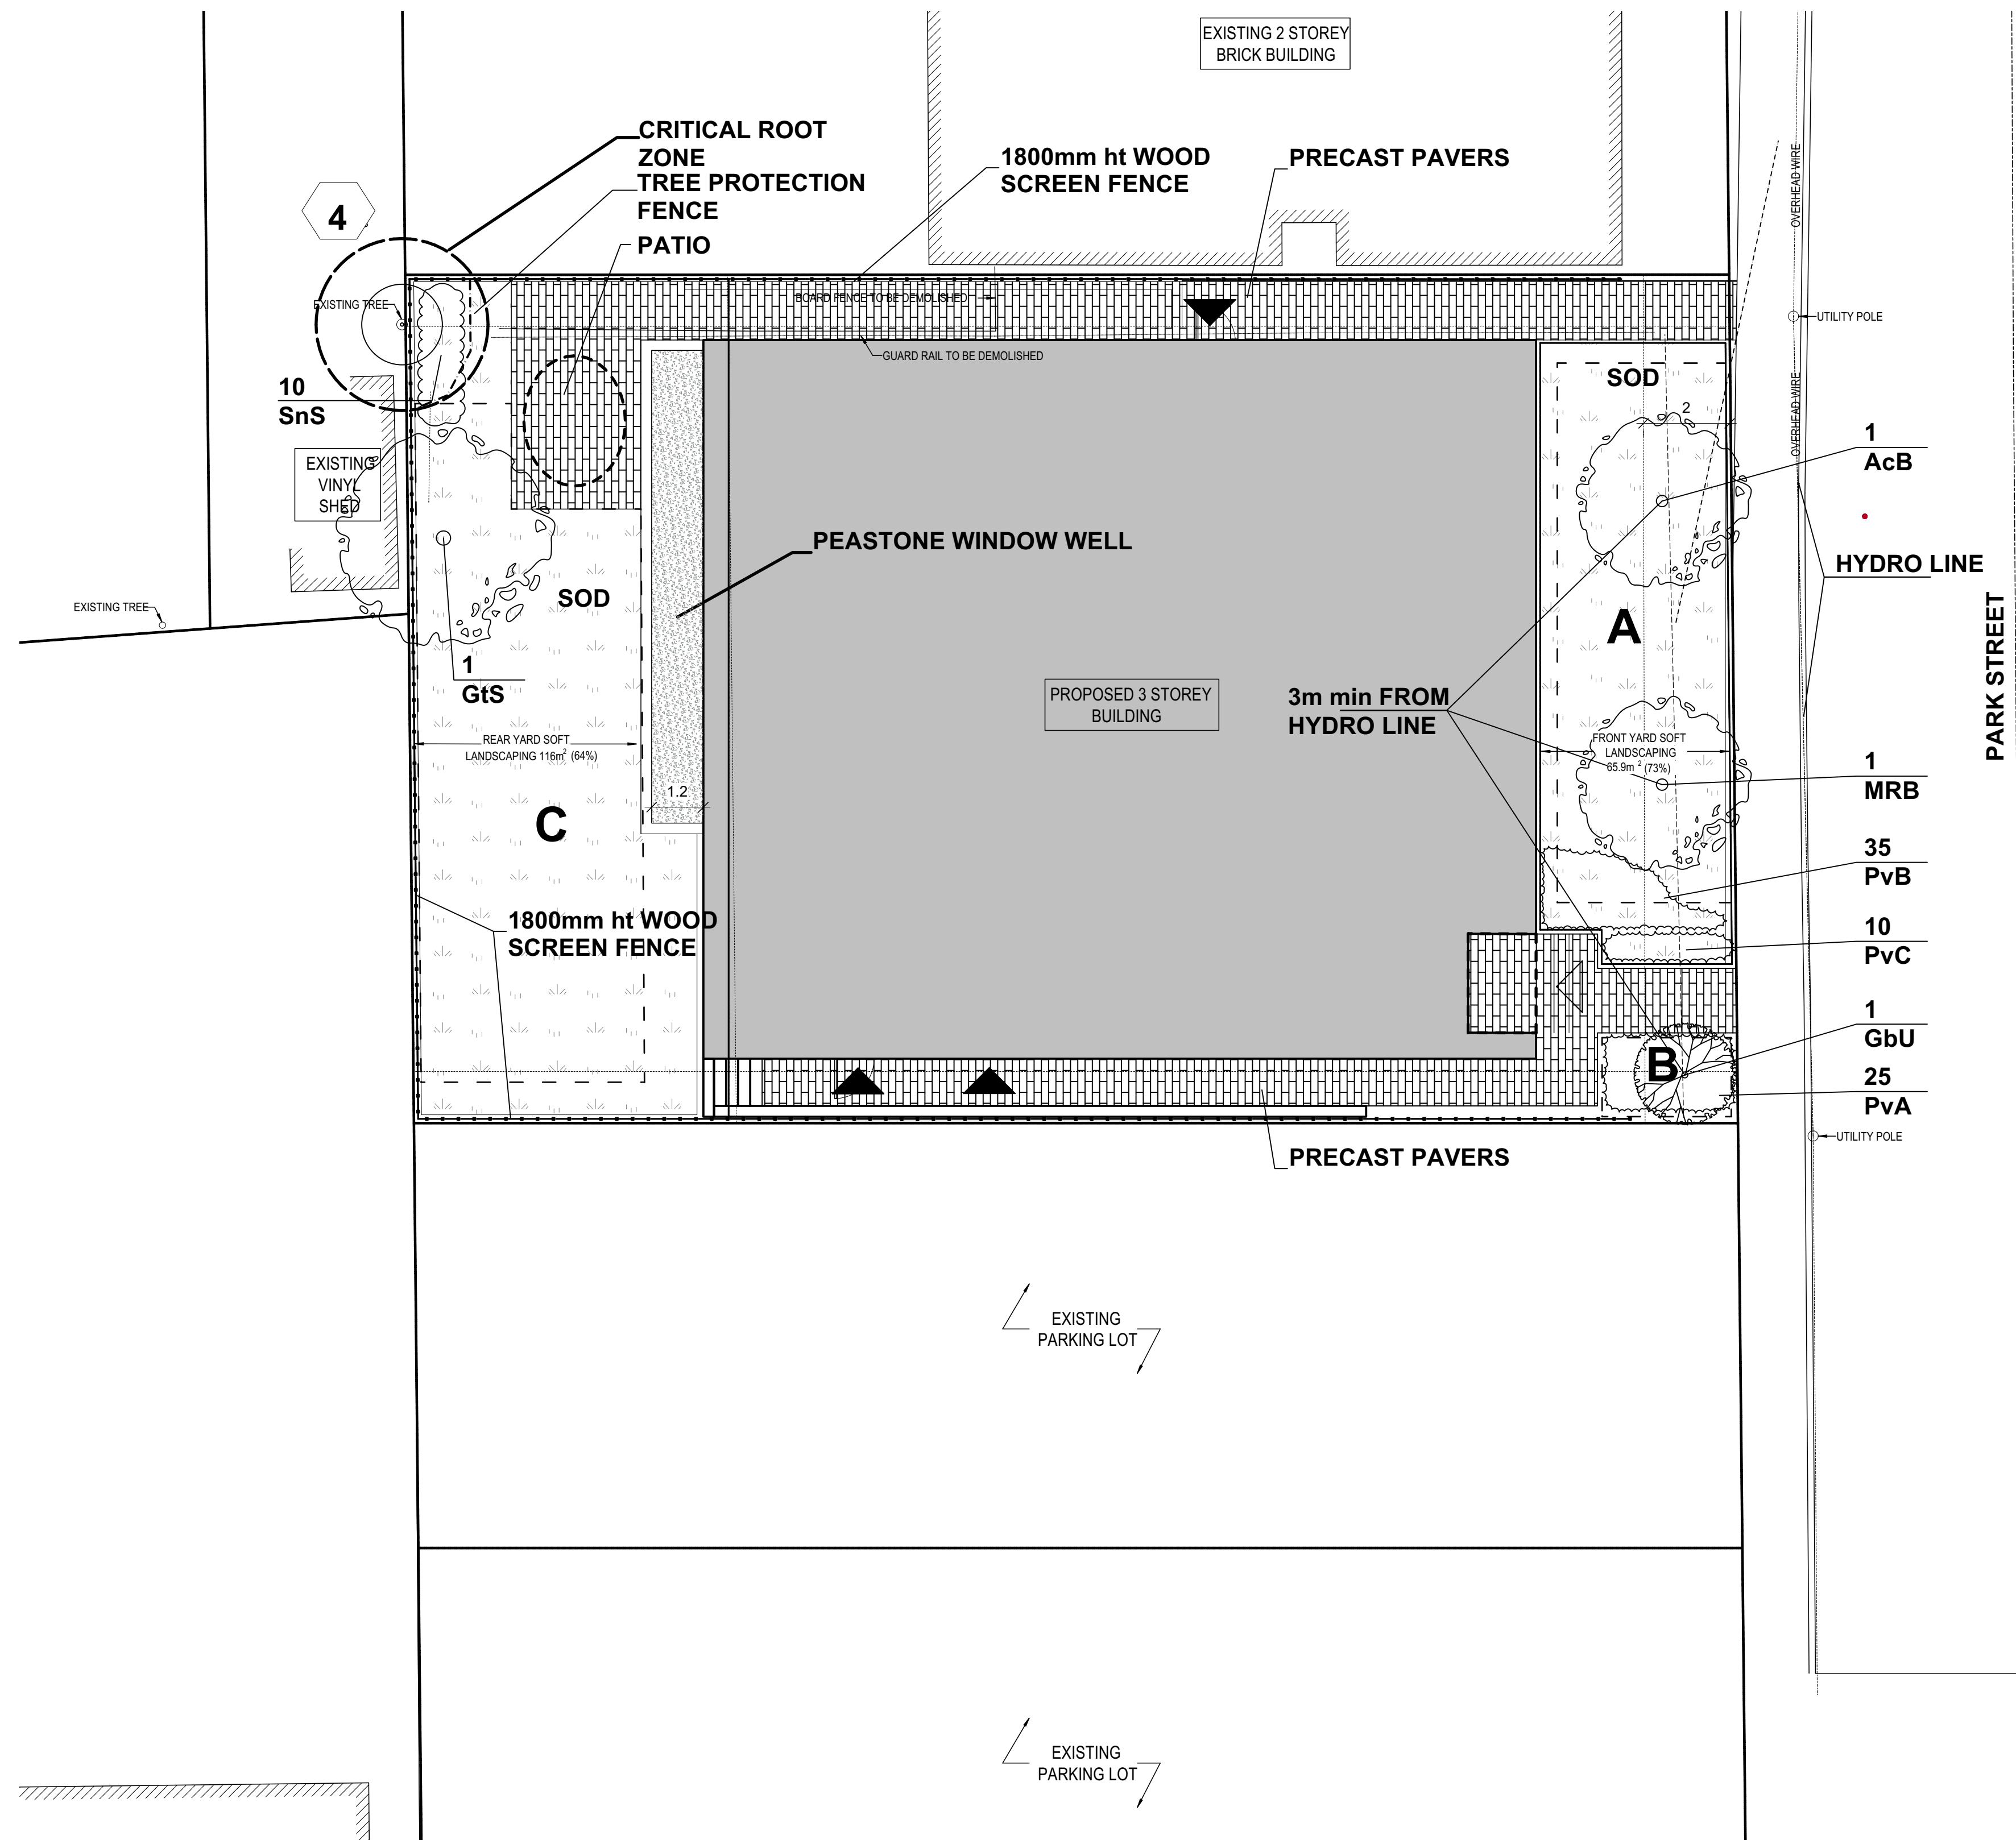 EXISTING 2 STOREY
BRICK BUILDING
CRITICAL ROOT
ZONE
TREE PROTECTION
FENCE
PATIO
1800mm ht WOOD
SCREEN FENCE
PRECAST PAVERS
OVERHEAD WIRE
4
EXISTING TREE
BOARD FENCE TO BE DEMOLISHED
GUARD RAIL TO BE DEMOLISHED
UTILITY POLE
OVERHEAD WIRE
10
SnS
SOD
2
1
AcB
EXISTING
VINYL
SHED
PEASTONE WINDOW WELL
HYDRO LINE
PARK STREET
EXISTING TREE
SOD
A
1
GtS
PROPOSED 3 STOREY
BUILDING
3m min FROM
HYDRO LINE
REAR YARD SOFT
LANDSCAPING 116m² (64%)
FRONT YARD SOFT
LANDSCAPING
65.9m ² (73%)
1
MRB
1.2
C
35
PvB
1800mm ht WOOD
SCREEN FENCE
10
PvC
1
GbU
B
25
PvA
UTILITY POLE
PRECAST PAVERS
EXISTING
PARKING LOT
EXISTING
PARKING LOT